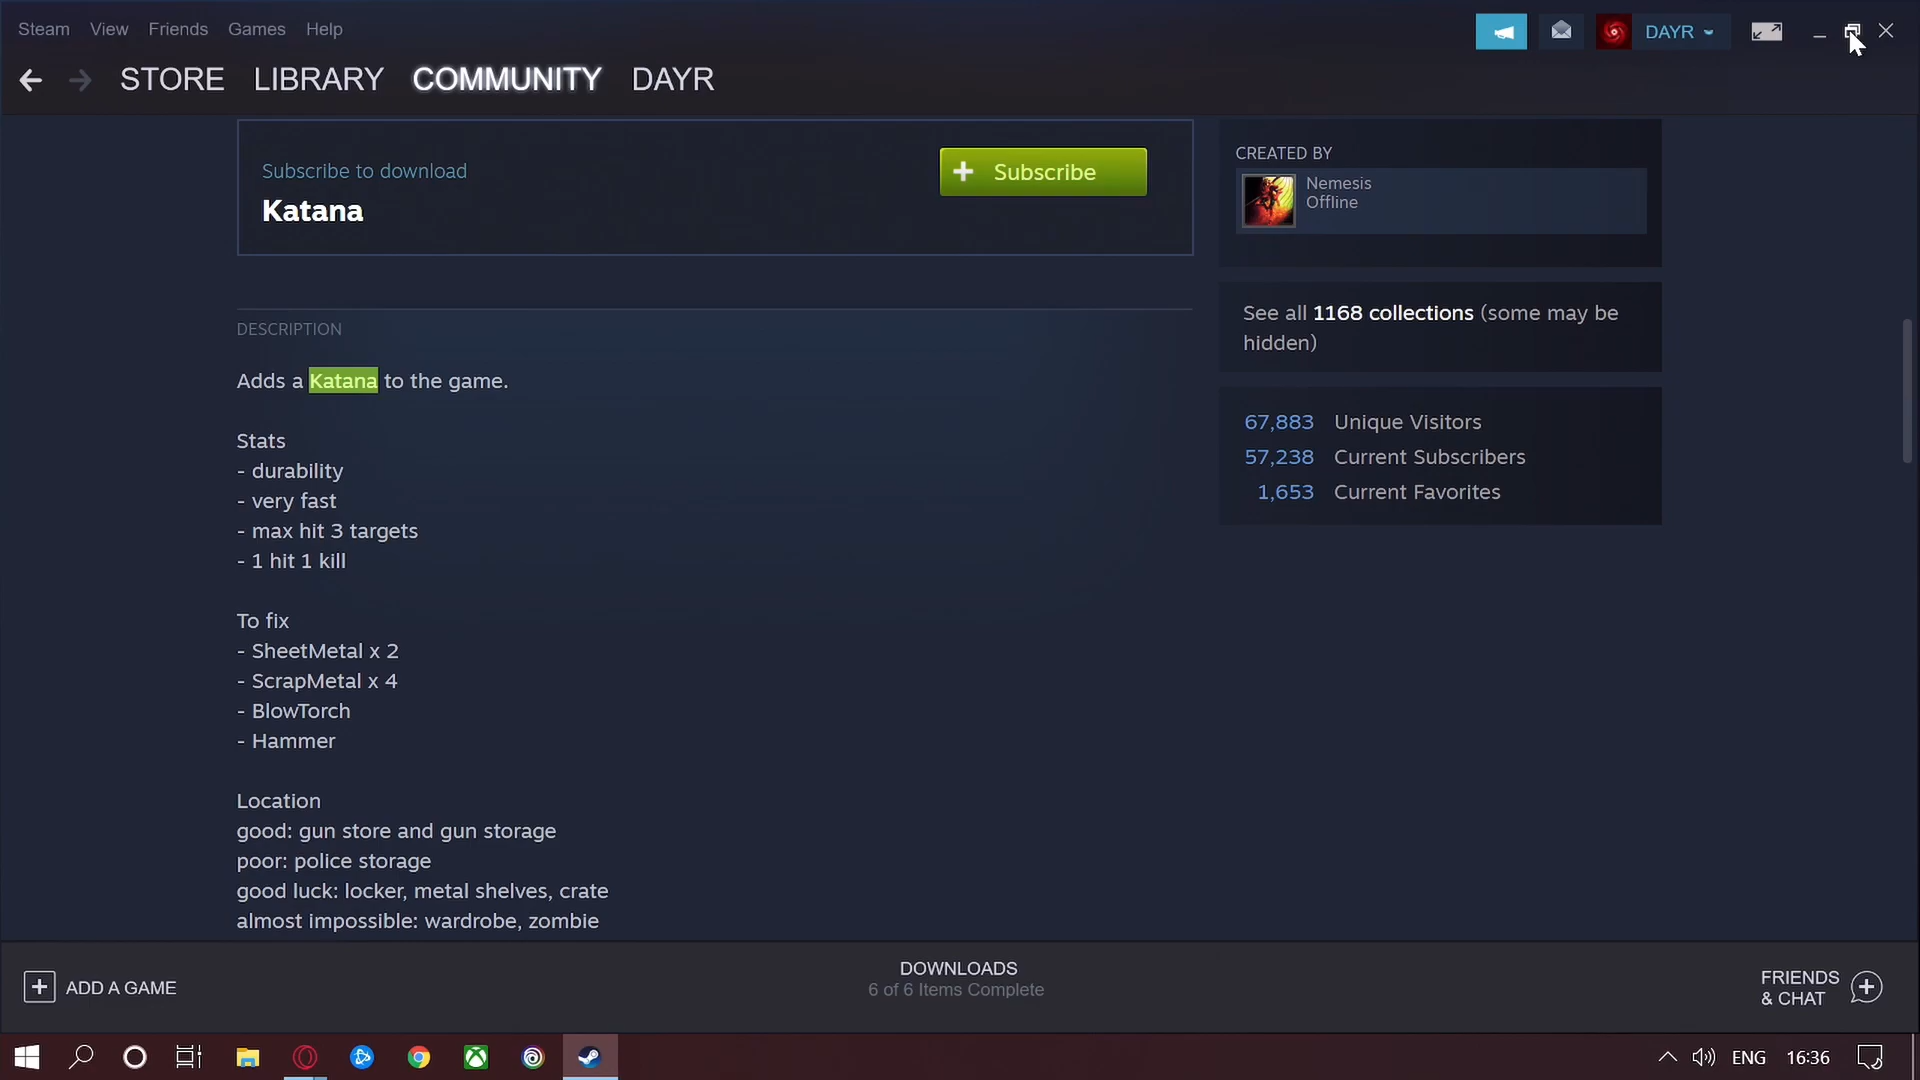 Steam View Friends Games Help
DAYR
STORE LIBRARY COMMUNITY DAYR
Subscribe to download
Katana
+ Subscribe
CREATED BY
Nemesis
Offline
See all 1168 collections (some may be
hidden)
67,883 Unique Visitors
57,238 Current Subscribers
1,653 Current Favorites
DESCRIPTION
Adds a Katana to the game.
Stats
- durability
- very fast
- max hit 3 targets
- 1 hit 1 kill
To fix
- SheetMetal x 2
- ScrapMetal x 4
- BlowTorch
- Hammer
Location
good: gun store and gun storage
poor: police storage
good luck: locker, metal shelves, crate
almost impossible: wardrobe, zombie
ADD A GAME
DOWNLOADS
6 of 6 Items Complete
FRIENDS
& CHAT
ENG 16:36